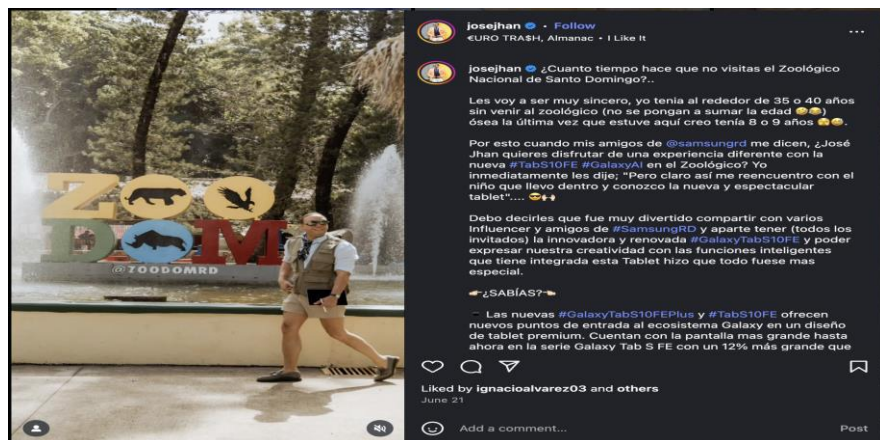 ZOO
DOM
@ZOODOMRD
josejhan • Follow
€URO TRA$H, Almanac • I Like It
josejhan ¿Cuanto tiempo hace que no visitas el Zoológico
Nacional de Santo Domingo?..
Les voy a ser muy sincero, yo tenia al rededor de 35 o 40 años
sin venir al zoológico (no se pongan a sumar la edad 🤪😂)
ósea la última vez que estuve aquí creo tenía 8 o 9 años 🫣😅.
Por esto cuando mis amigos de @samsungrd me dicen, ¿José
Jhan quieres disfrutar de una experiencia diferente con la
nueva #TabS10FE #GalaxyAI en el Zoológico? Yo
inmediatamente les dije; "Pero claro así me reencuentro con el
niño que llevo dentro y conozco la nueva y espectacular
tablet".... 😎🙌🏻
Debo decirles que fue muy divertido compartir con varios
Influencer y amigos de #SamsungRD y aparte tener (todos los
invitados) la innovadora y renovada #GalaxyTabS10FE y poder
expresar nuestra creatividad con las funciones inteligentes
que tiene integrada esta Tablet hizo que todo fuese mas
especial.
👉🏻¿SABÍAS?👈🏻
Las nuevas #GalaxyTabS10FEPlus y #TabS10FE ofrecen
nuevos puntos de entrada al ecosistema Galaxy en un diseño
de tablet premium. Cuentan con la pantalla mas grande hasta
ahora en la serie Galaxy Tab S FE con un 12% más grande que
Liked by ignacioalvarez03 and others
June 21
Add a comment...
Post